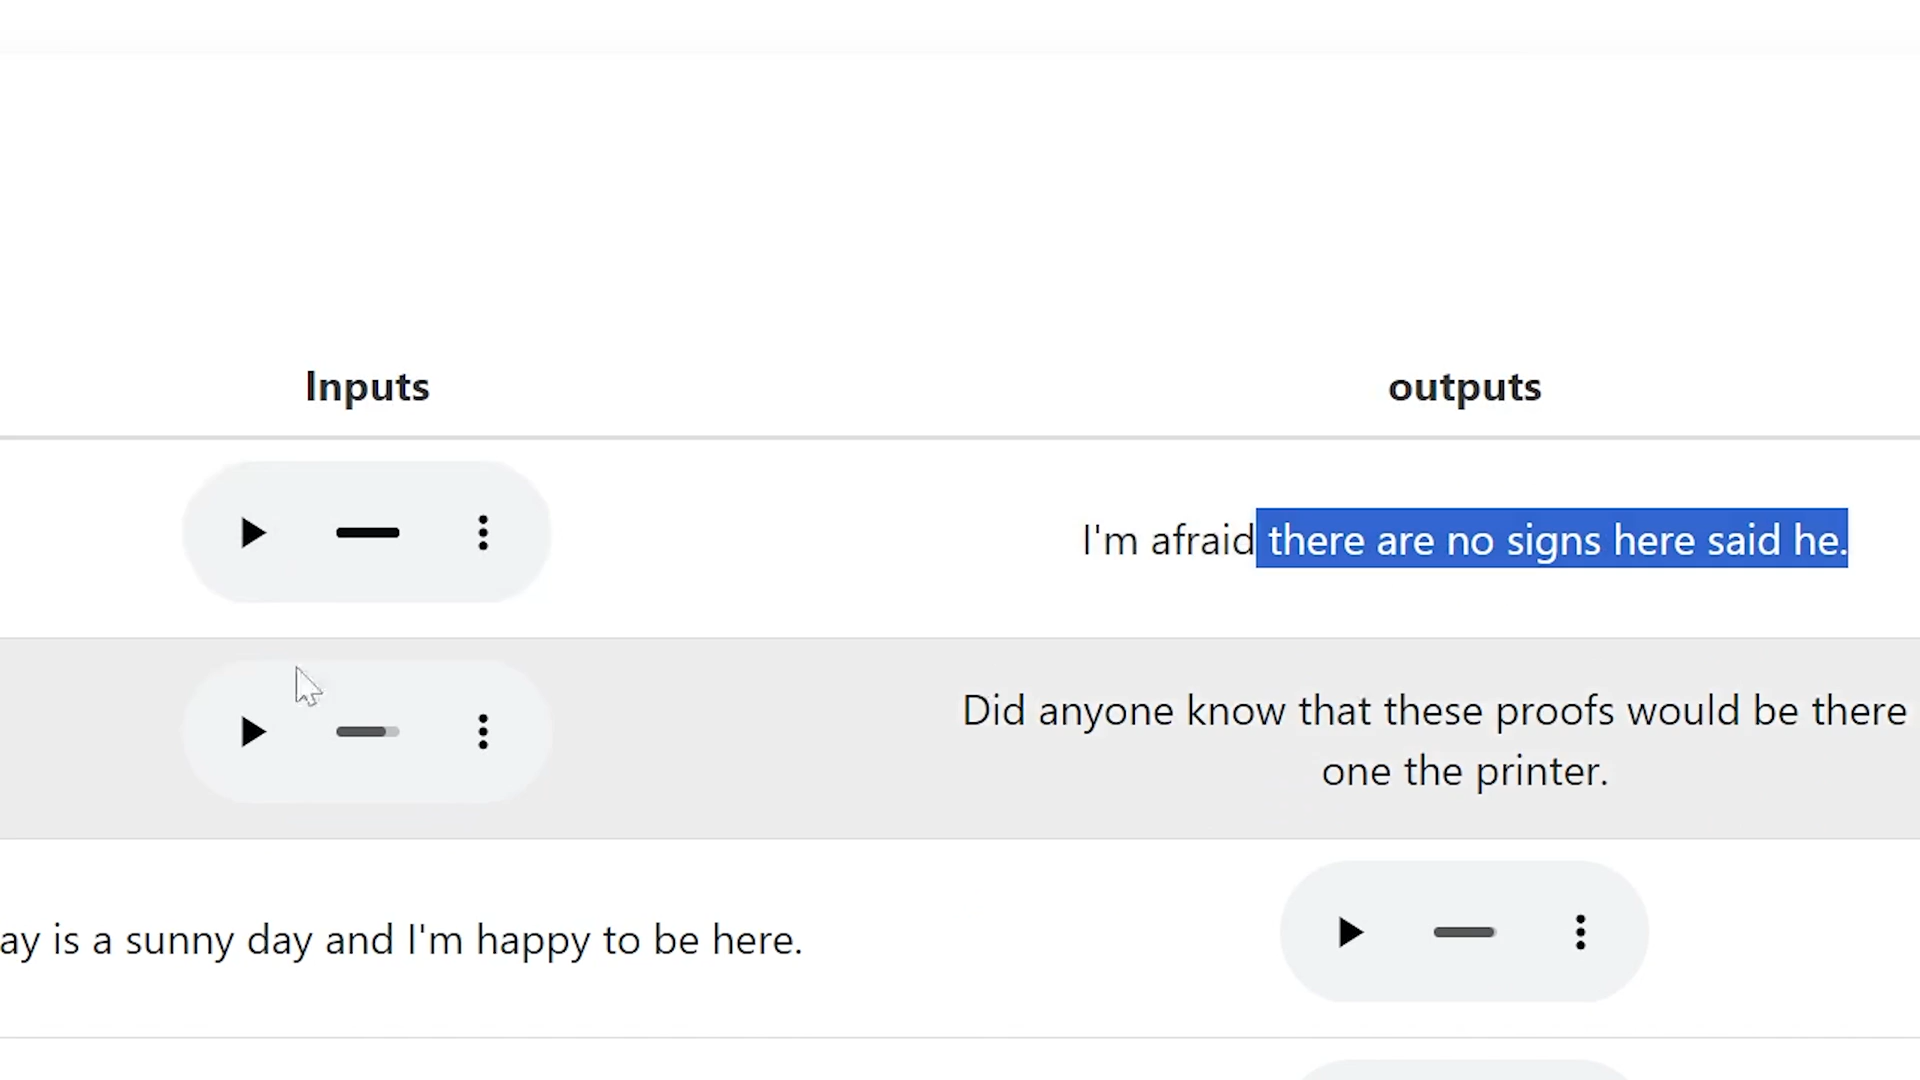 Inputs
outputs
I'm afraid there are no signs here said he.
Did anyone know that these proofs would be there
one the printer.
ay is a sunny day and I'm happy to be here.